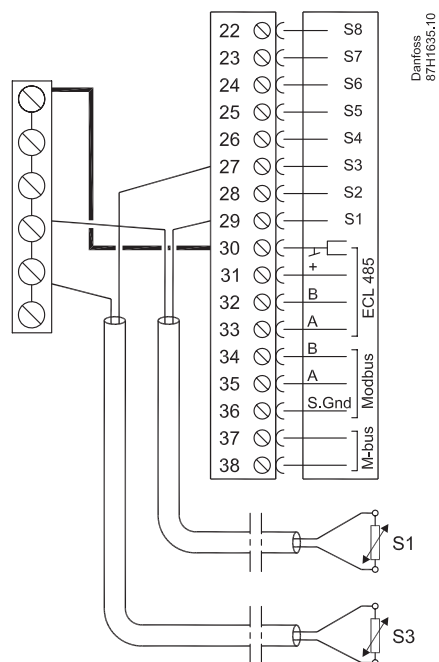 Danfoss
87H1635.10
22 S8
23 S7
24 S6
25 S5
26 S4
27 S3
28 S2
29 S1
30
31 +
32 B
33 A
ECL 485
34 B
35 A
36 S.Gnd
Modbus
37
38
M-bus
S1
S3